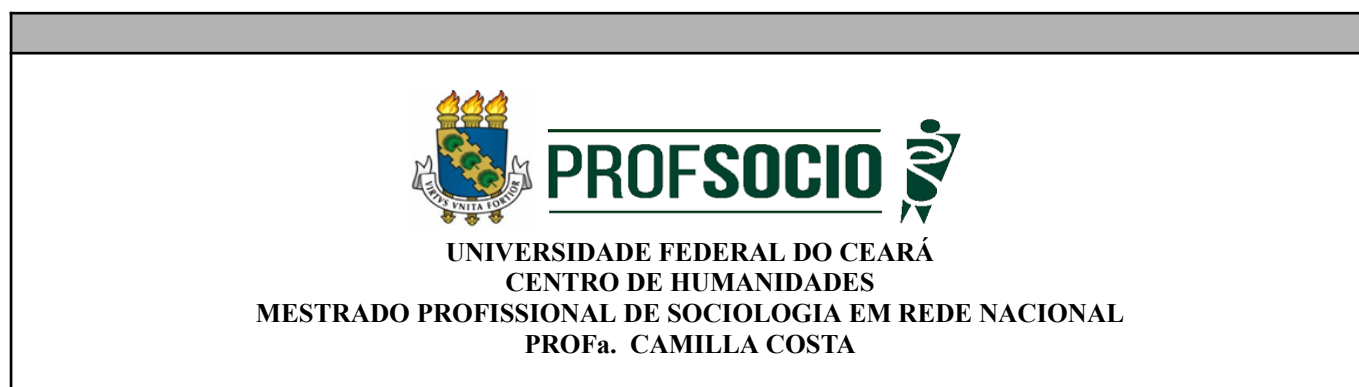 VIRTVS VNITA FORTIOR
PROFSOCIO
UNIVERSIDADE FEDERAL DO CEARÁ
CENTRO DE HUMANIDADES
MESTRADO PROFISSIONAL DE SOCIOLOGIA EM REDE NACIONAL
PROFa. CAMILLA COSTA